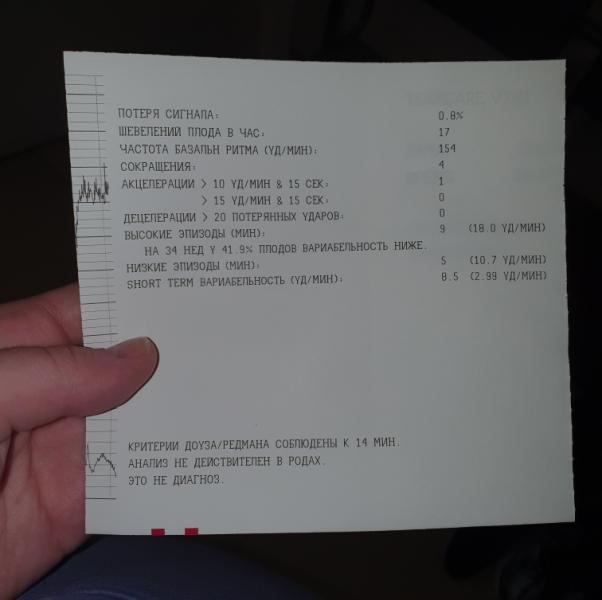 ПОТЕРЯ СИГНАЛА: 0.8%
ШЕВЕЛЕНИЙ ПЛОДА В ЧАС: 17
ЧАСТОТА БАЗАЛЬН РИТМА (УД/МИН): 154
СОКРАЩЕНИЯ: 4
АКЦЕЛЕРАЦИИ > 10 УД/МИН & 15 СЕК: 1
> 15 УД/МИН & 15 СЕК: 0
ДЕЦЕЛЕРАЦИИ > 20 ПОТЕРЯННЫХ УДАРОВ: 0
ВЫСОКИЕ ЭПИЗОДЫ (МИН): 9 (18.0 УД/МИН)
НА 34 НЕД У 41.9% ПЛОДОВ ВАРИАБЕЛЬНОСТЬ НИЖЕ.
НИЗКИЕ ЭПИЗОДЫ (МИН): 5 (10.7 УД/МИН)
SHORT TERM ВАРИАБЕЛЬНОСТЬ (УД/МИН): 8.5 (2.99 УД/МИН)
КРИТЕРИИ ДОУЗА/РЕДМАНА СОБЛЮДЕНЫ К 14 МИН.
АНАЛИЗ НЕ ДЕЙСТВИТЕЛЕН В РОДАХ.
ЭТО НЕ ДИАГНОЗ.